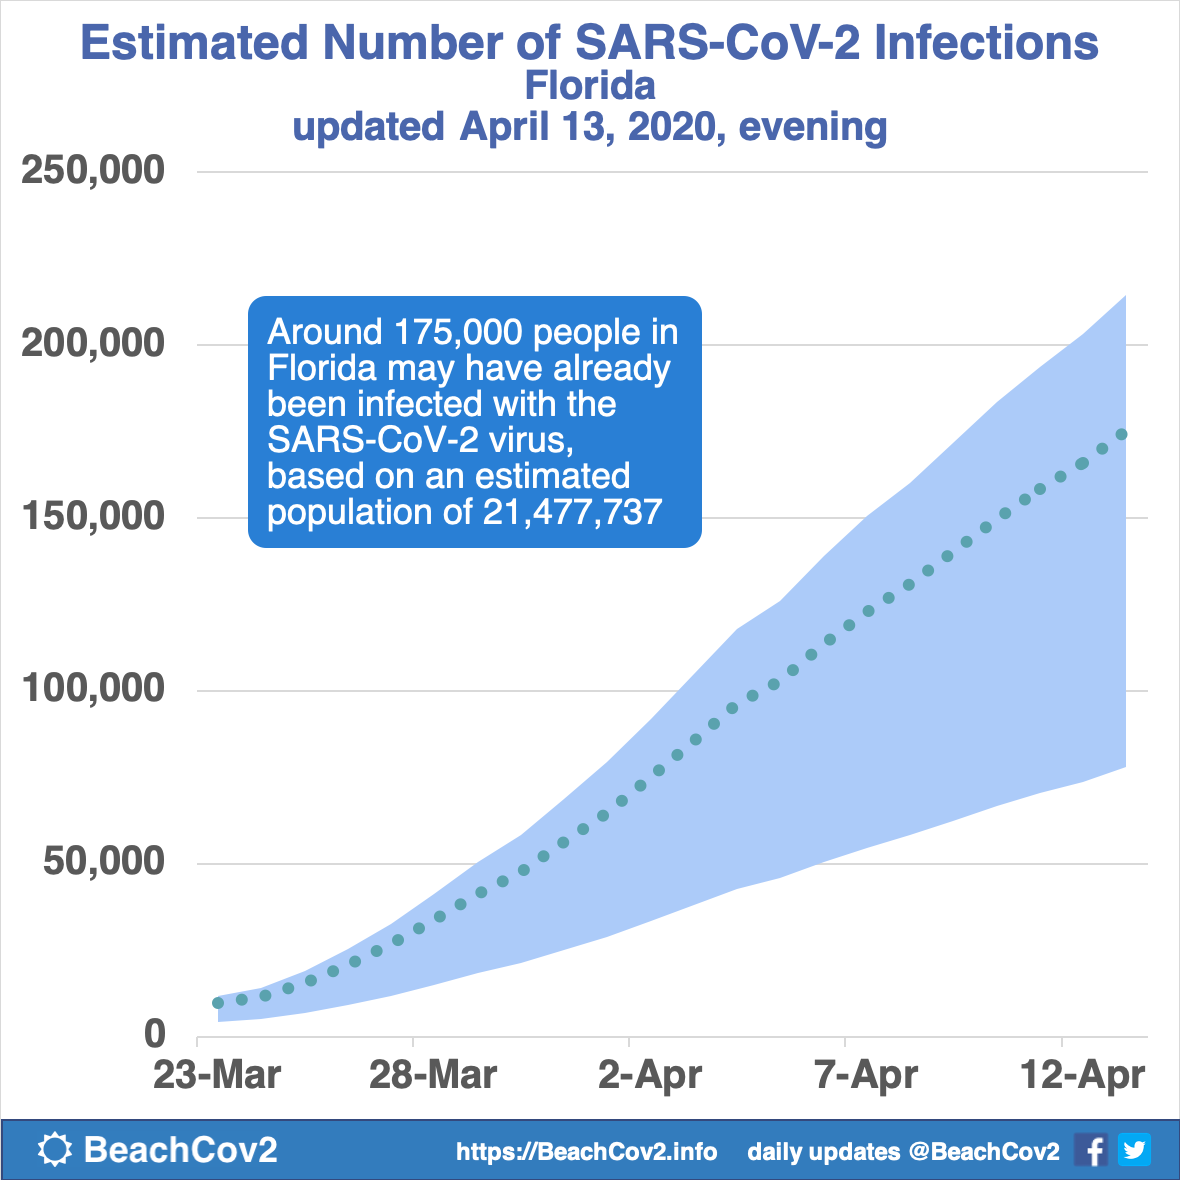 Estimated Number of SARS-CoV-2 Infections
Florida
updated April 13, 2020, evening
250,000
200,000
150,000
100,000
50,000
0
Around 175,000 people in
Florida may have already
been infected with the
SARS-CoV-2 virus,
based on an estimated
population of 21,477,737
23-Mar 28-Mar 2-Apr 7-Apr 12-Apr
BeachCov2 https://BeachCov2.info daily updates @BeachCov2